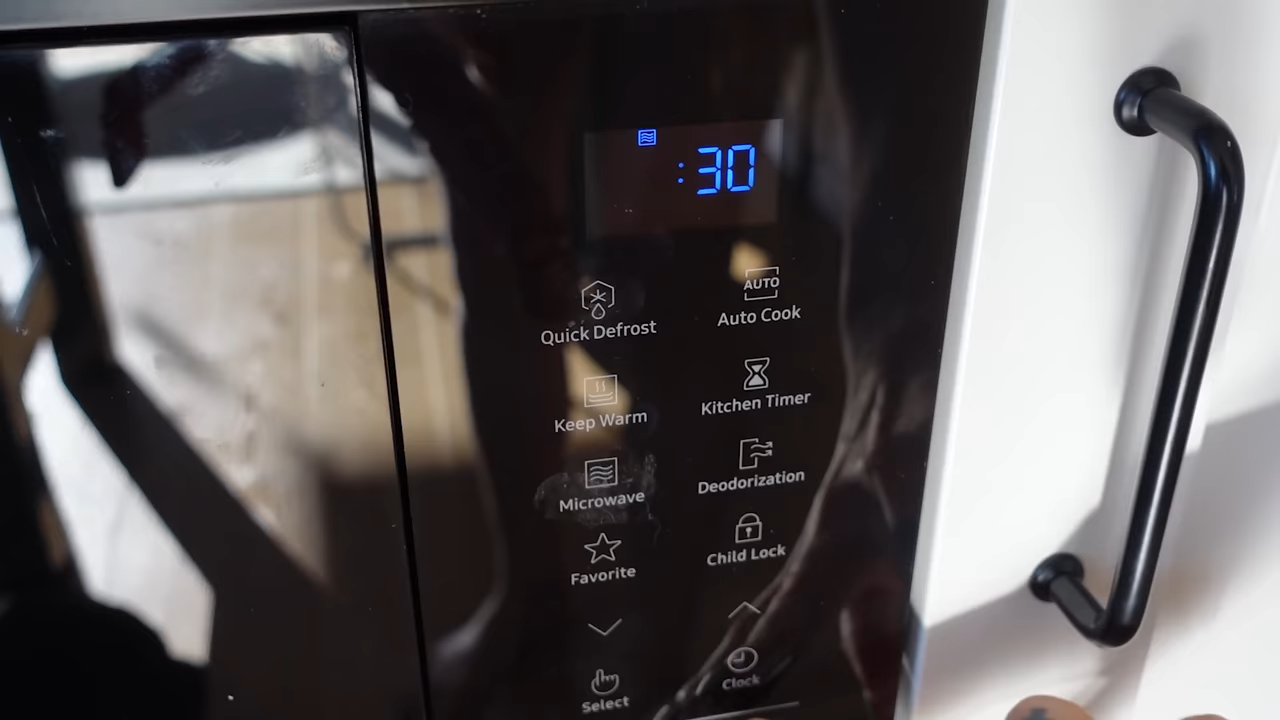 :30
AUTO
Quick Defrost
Auto Cook
Keep Warm
Kitchen Timer
Microwave
Deodorization
Favorite
Child Lock
Select
Clock